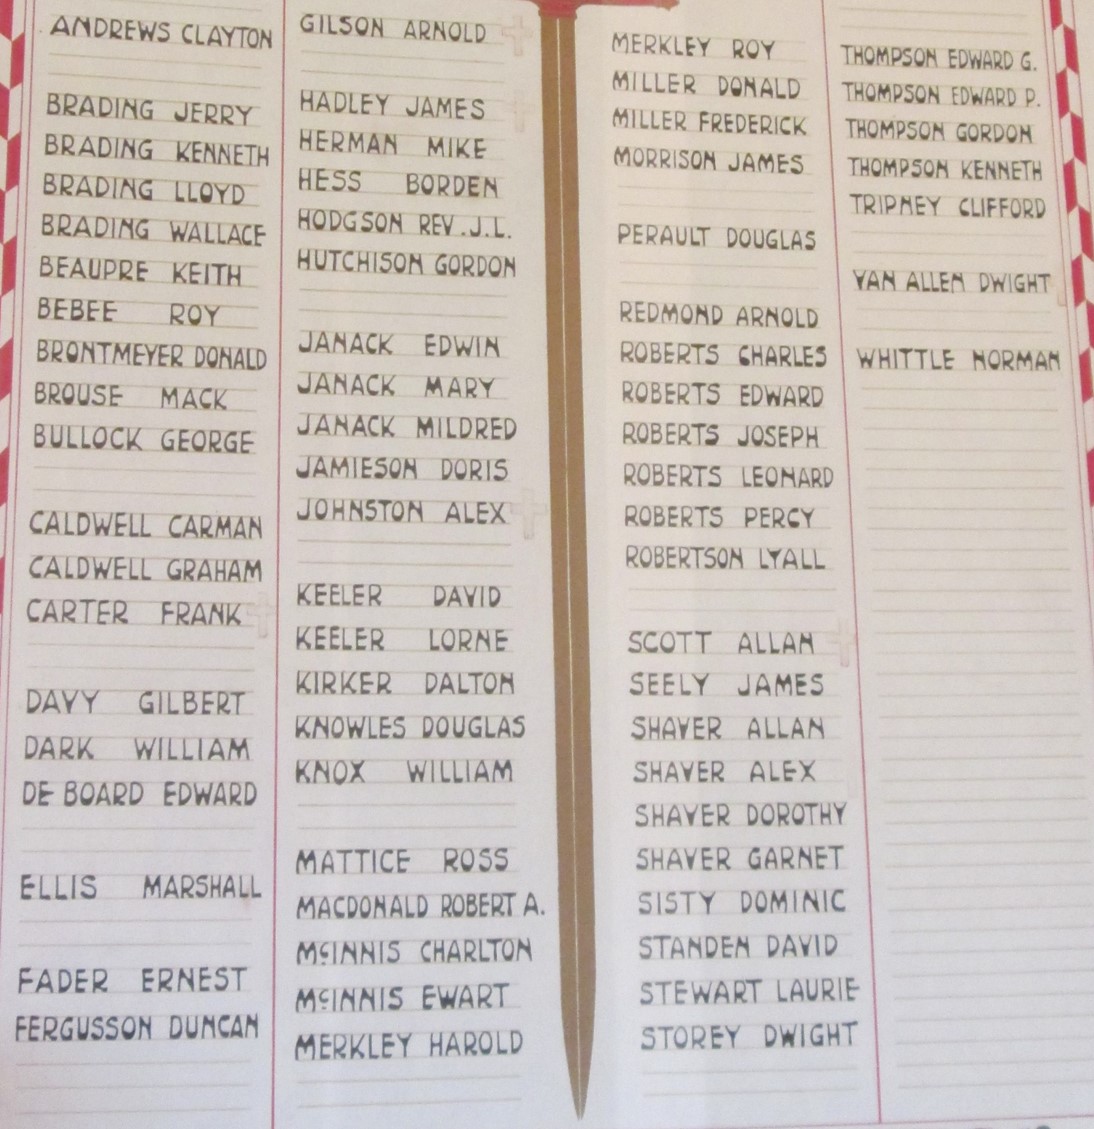 ANDREWS CLAYTON
BRADING JERRY
BRADING KENNETH
BRADING LLOYD
BRADING WALLACE
BEAUPRE KEITH
BEBEE ROY
BRONTMEYER DONALD
BROUSE MACK
BULLOCK GEORGE
CALDWELL CARMAN
CALDWELL GRAHAM
CARTER FRANK
DAVY GILBERT
DARK WILLIAM
DE BOARD EDWARD
ELLIS MARSHALL
FADER ERNEST
FERGUSSON DUNCAN
GILSON ARNOLD
HADLEY JAMES
HERMAN MIKE
HESS BORDEN
HODGSON REV. J.L.
HUTCHISON GORDON
JANACK EDWIN
JANACK MARY
JANACK MILDRED
JAMIESON DORIS
JOHNSTON ALEX
KEELER DAVID
KEELER LORNE
KIRKER DALTON
KNOWLES DOUGLAS
KNOX WILLIAM
MATTICE ROSS
MACDONALD ROBERT A.
McINNIS CHARLTON
McINNIS EWART
MERKLEY HAROLD
MERKLEY ROY
MILLER DONALD
MILLER FREDERICK
MORRISON JAMES
PERAULT DOUGLAS
REDMOND ARNOLD
ROBERTS CHARLES
ROBERTS EDWARD
ROBERTS JOSEPH
ROBERTS LEONARD
ROBERTS PERCY
ROBERTSON LYALL
SCOTT ALLAN
SEELY JAMES
SHAVER ALLAN
SHAVER ALEX
SHAVER DOROTHY
SHAVER GARNET
SISTY DOMINIC
STANDEN DAVID
STEWART LAURIE
STOREY DWIGHT
THOMPSON EDWARD G.
THOMPSON EDWARD P.
THOMPSON GORDON
THOMPSON KENNETH
TRIPNEY CLIFFORD
VAN ALLEN DWIGHT
WHITTLE NORMAN